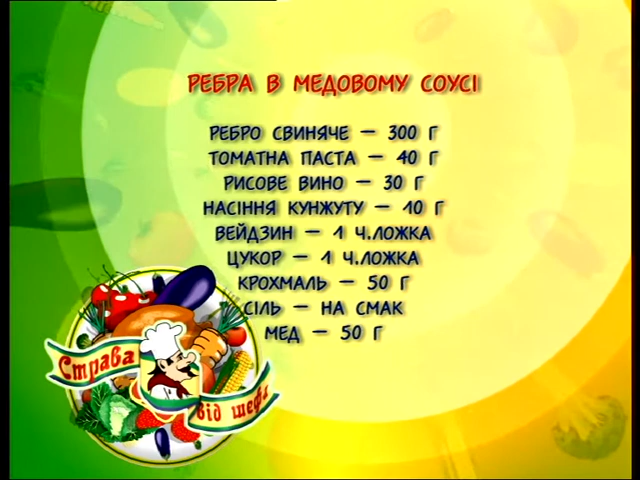 РЕБРА В МЕДОВОМУ СОУСІ
РЕБРО СВИНЯЧЕ – 300 Г
ТОМАТНА ПАСТА – 40 Г
РИСОВЕ ВИНО – 30 Г
НАСІННЯ КУНЖУТУ – 10 Г
ВЕЙДЗИН – 1 Ч.ЛОЖКА
ЦУКОР – 1 Ч.ЛОЖКА
КРОХМАЛЬ – 50 Г
СІЛЬ – НА СМАК
МЕД – 50 Г
Страва
від шефа